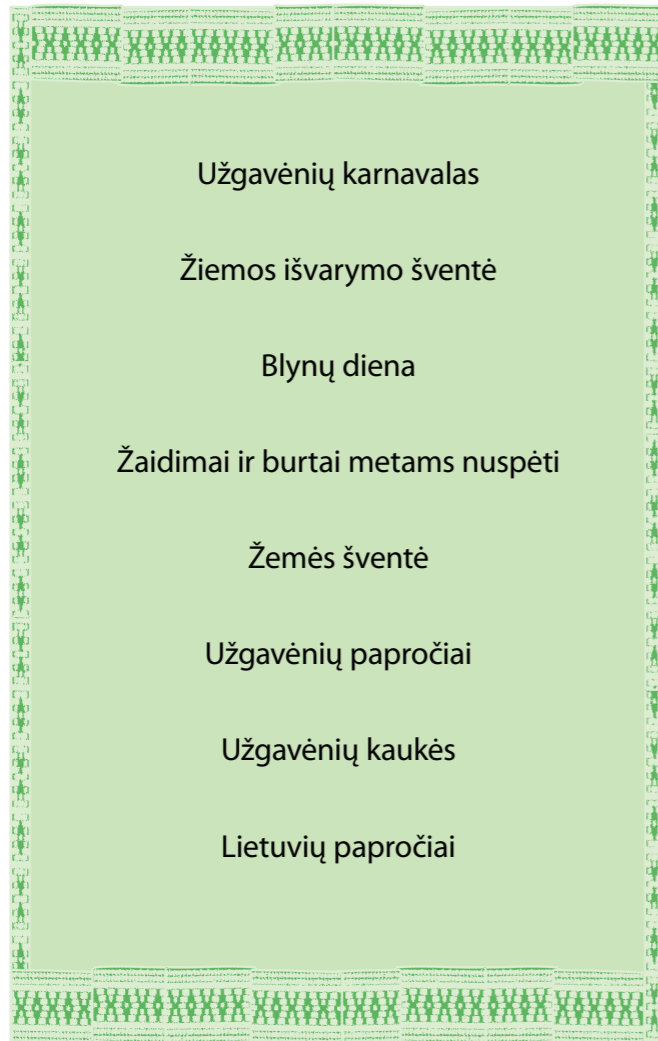 Užgavėnių karnavalas
Žiemos išvarymo šventė
Blynų diena
Žaidimai ir burtai metams nuspėti
Žemės šventė
Užgavėnių papročiai
Užgavėnių kaukės
Lietuvių papročiai